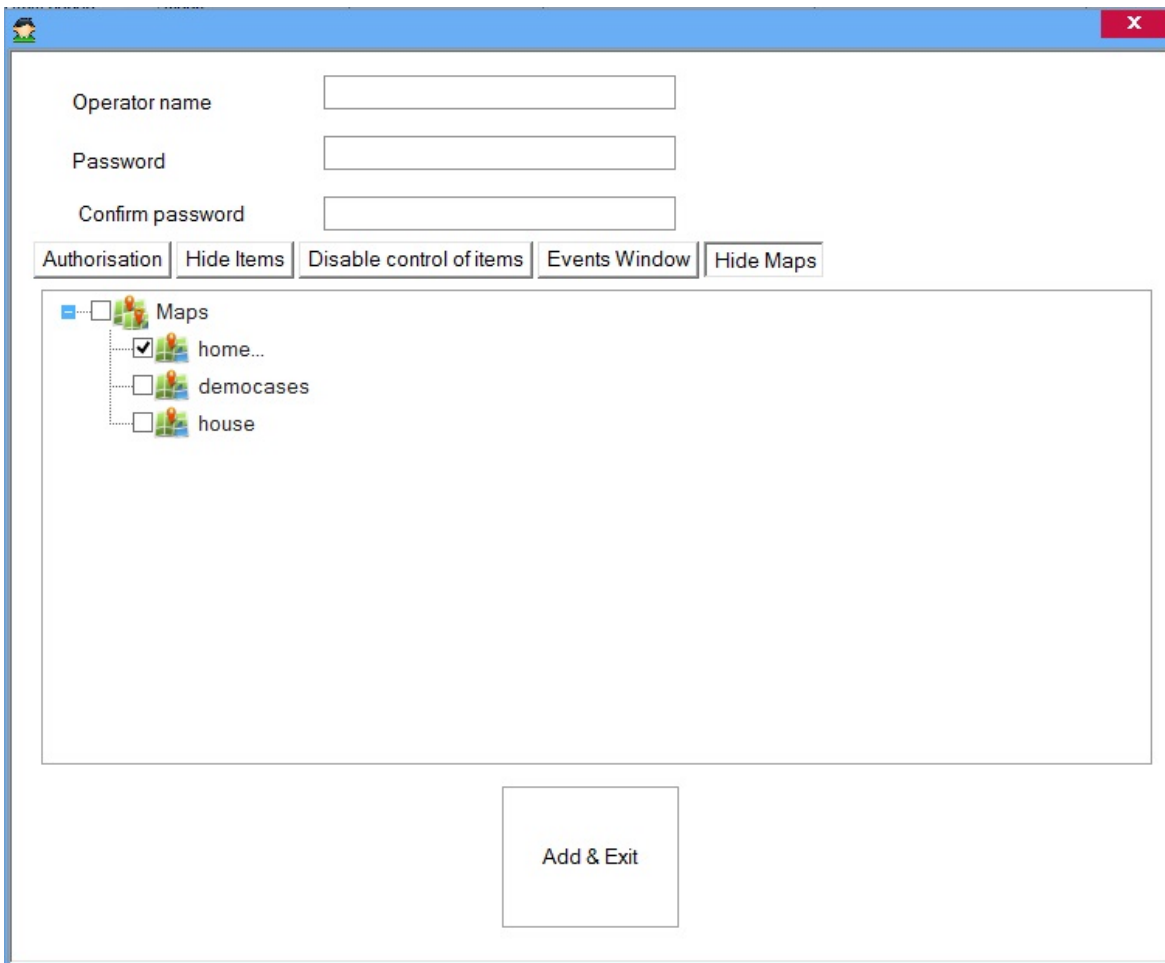 X
Operator name
Password
Confirm password
Authorisation Hide Items Disable control of items Events Window Hide Maps
Maps
home...
democases
house
Add & Exit